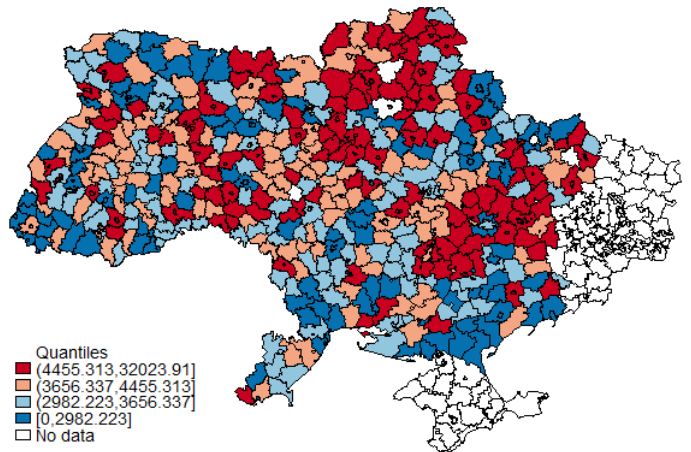 Quantiles
(4455.313,32023.91]
(3656.337,4455.313]
(2982.223,3656.337]
[0,2982.223]
No data